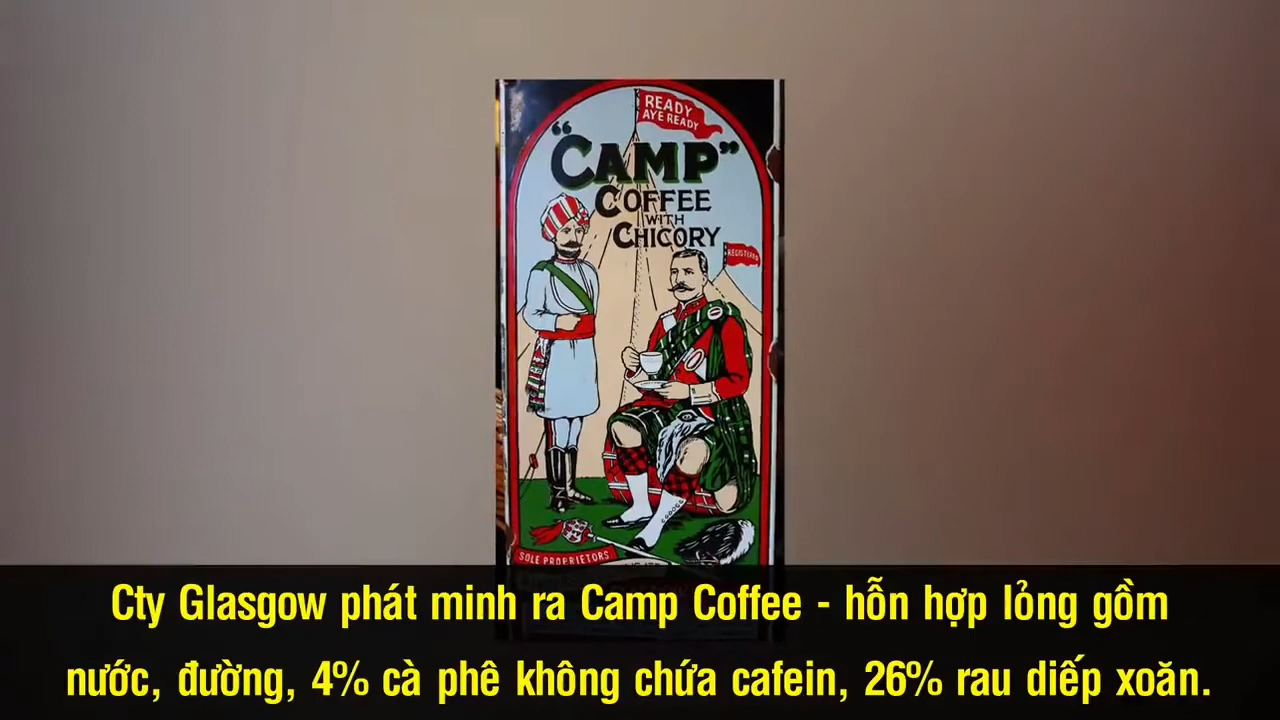 READY
AYE READY
"CAMP"
COFFEE
WITH
CHICORY
REGISTERED
SOLE PROPRIETORS
Cty Glasgow phát minh ra Camp Coffee - hỗn hợp lỏng gồm
nước, đường, 4% cà phê không chứa cafein, 26% rau diếp xoăn.